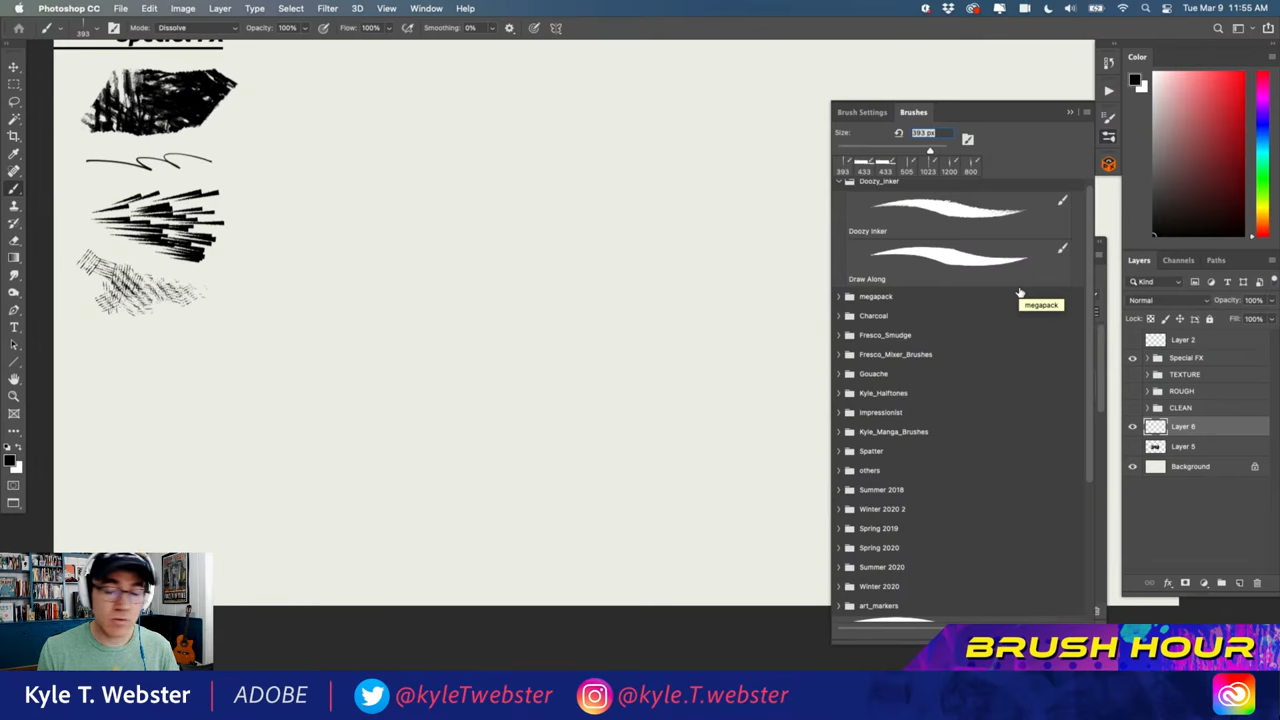 Photoshop CC File Edit Image Layer Type Select Filter 3D View Window Help
Tue Mar 9 11:55 AM
393 Mode: Dissolve Opacity: 100% Flow: 100% Smoothing: 0%
Special FX
Brush Settings Brushes
Size: 393 px
393 433 433 505 1023 1200 800
Doozy_Inker
Doozy Inker
Draw Along
megapack
megapack
Charcoal
Fresco_Smudge
Fresco_Mixer_Brushes
Gouache
Kyle_Halftones
Impressionist
Kyle_Manga_Brushes
Spatter
others
Summer 2018
Winter 2020 2
Spring 2019
Spring 2020
Summer 2020
Winter 2020
art_markers
Color
Layers Channels Paths
Kind
Normal Opacity: 100%
Lock: Fill: 100%
Layer 2
Special FX
TEXTURE
ROUGH
CLEAN
Layer 6
Layer 5
Background
BRUSH HOUR
Kyle T. Webster | ADOBE | @kyleTwebster | @kyle.T.webster